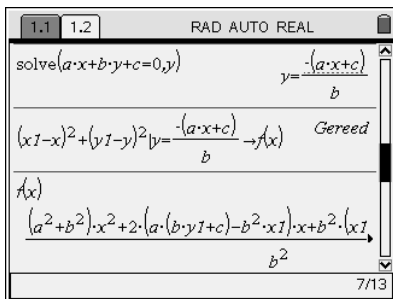 1.1 1.2 RAD AUTO REAL
solve(a·x+b·y+c=0,y)
y=-(a·x+c)/b
(x1-x)²+(y1-y)²|y=-(a·x+c)/b→f(x) Gereed
f(x)
(a²+b²)·x²+2·(a·(b·y1+c)-b²·x1)·x+b²·(x1
b²
7/13